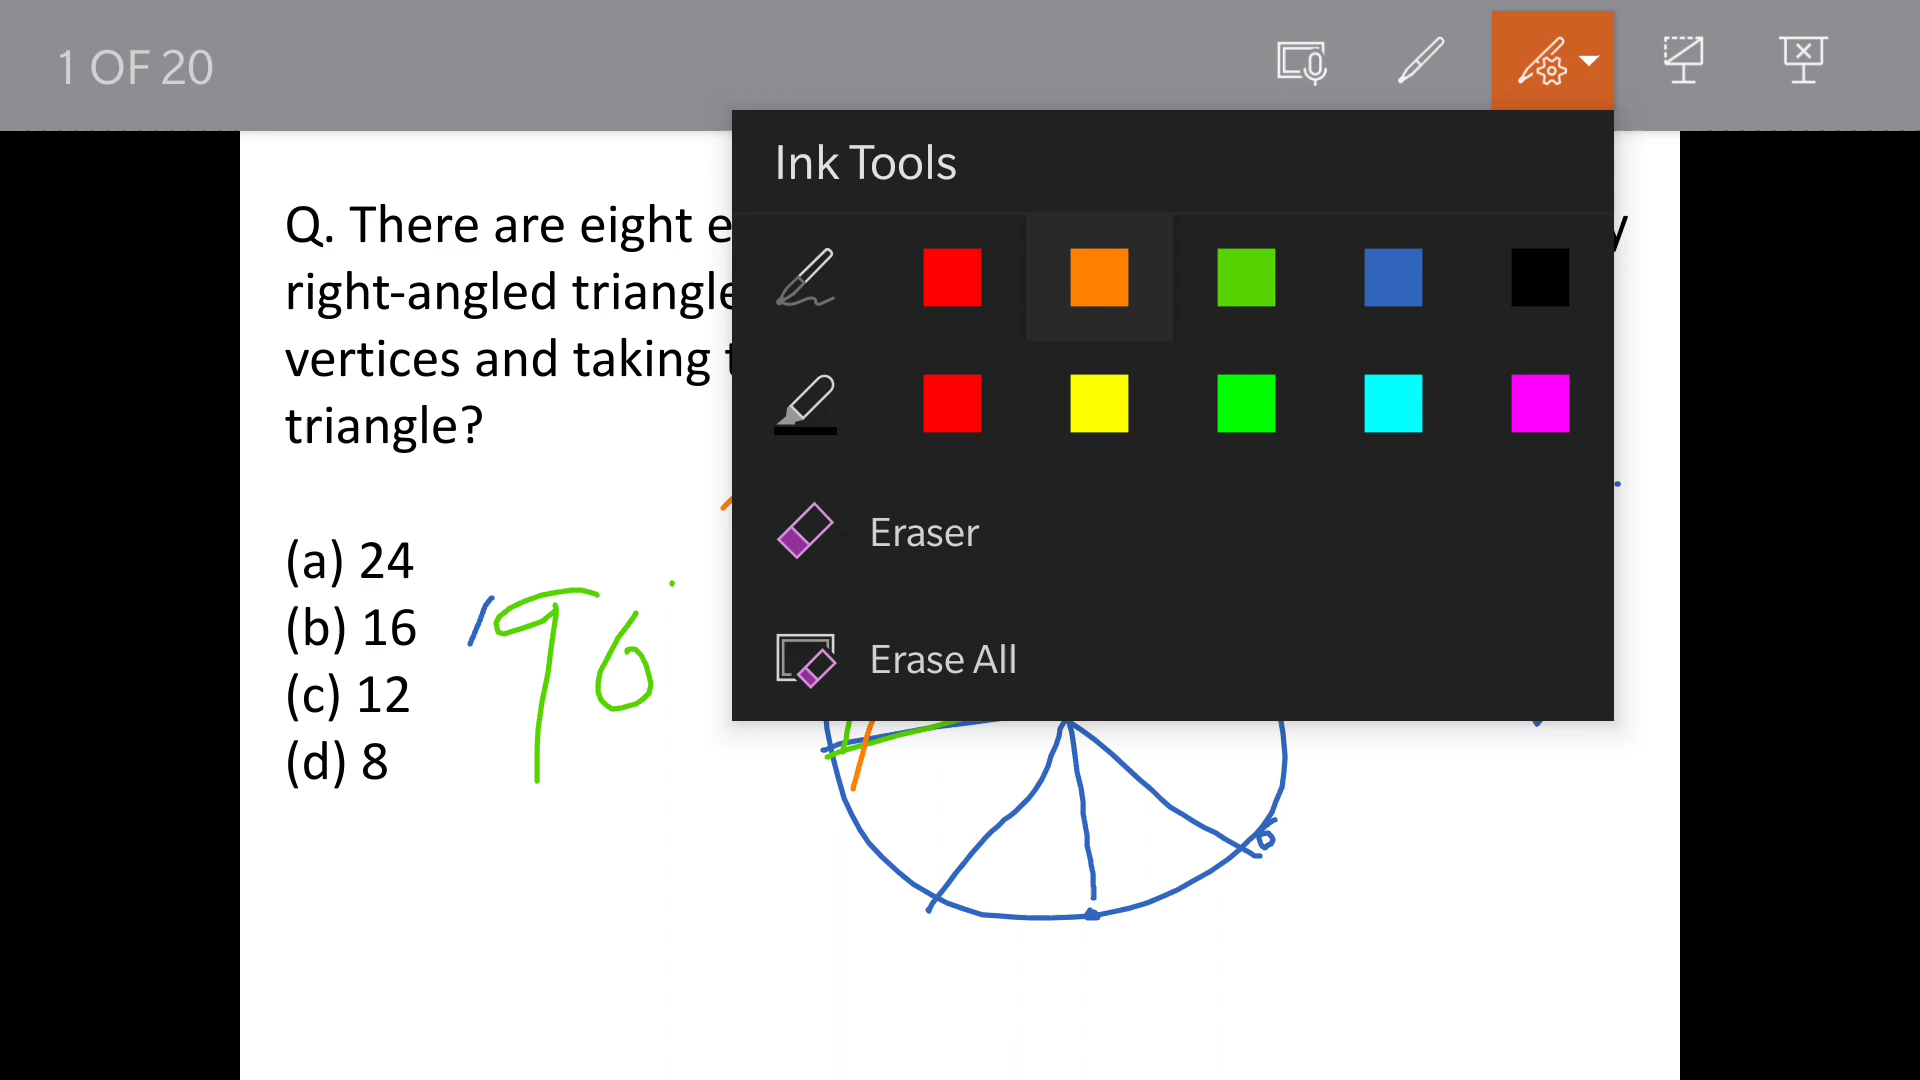 1 OF 20
Ink Tools
Q. There are eight
right-angled
vertices and taking
triangle?
Eraser
(a) 24
(b) 16
90
Erase All
(c) 12
(d) 8